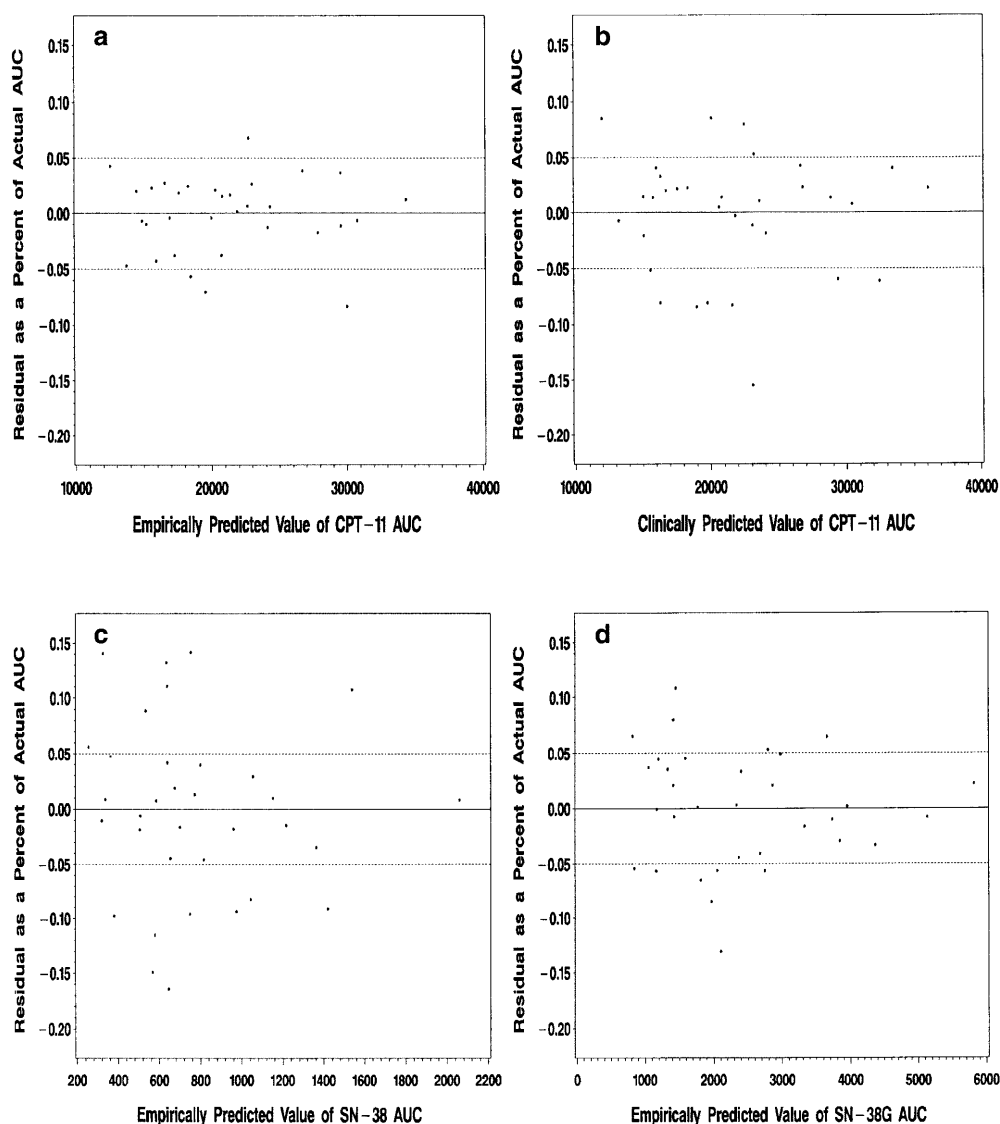 a
Residual as a Percent of Actual AUC
0.15
0.10
0.05
0.00
−0.05
−0.10
−0.15
−0.20
10000 20000 30000 40000
Empirically Predicted Value of CPT−11 AUC
b
Residual as a Percent of Actual AUC
0.15
0.10
0.05
0.00
−0.05
−0.10
−0.15
−0.20
10000 20000 30000 40000
Clinically Predicted Value of CPT−11 AUC
c
Residual as a Percent of Actual AUC
0.15
0.10
0.05
0.00
−0.05
−0.10
−0.15
−0.20
200 400 600 800 1000 1200 1400 1600 1800 2000 2200
Empirically Predicted Value of SN−38 AUC
d
Residual as a Percent of Actual AUC
0.15
0.10
0.05
0.00
−0.05
−0.10
−0.15
−0.20
0 1000 2000 3000 4000 5000 6000
Empirically Predicted Value of SN−38G AUC